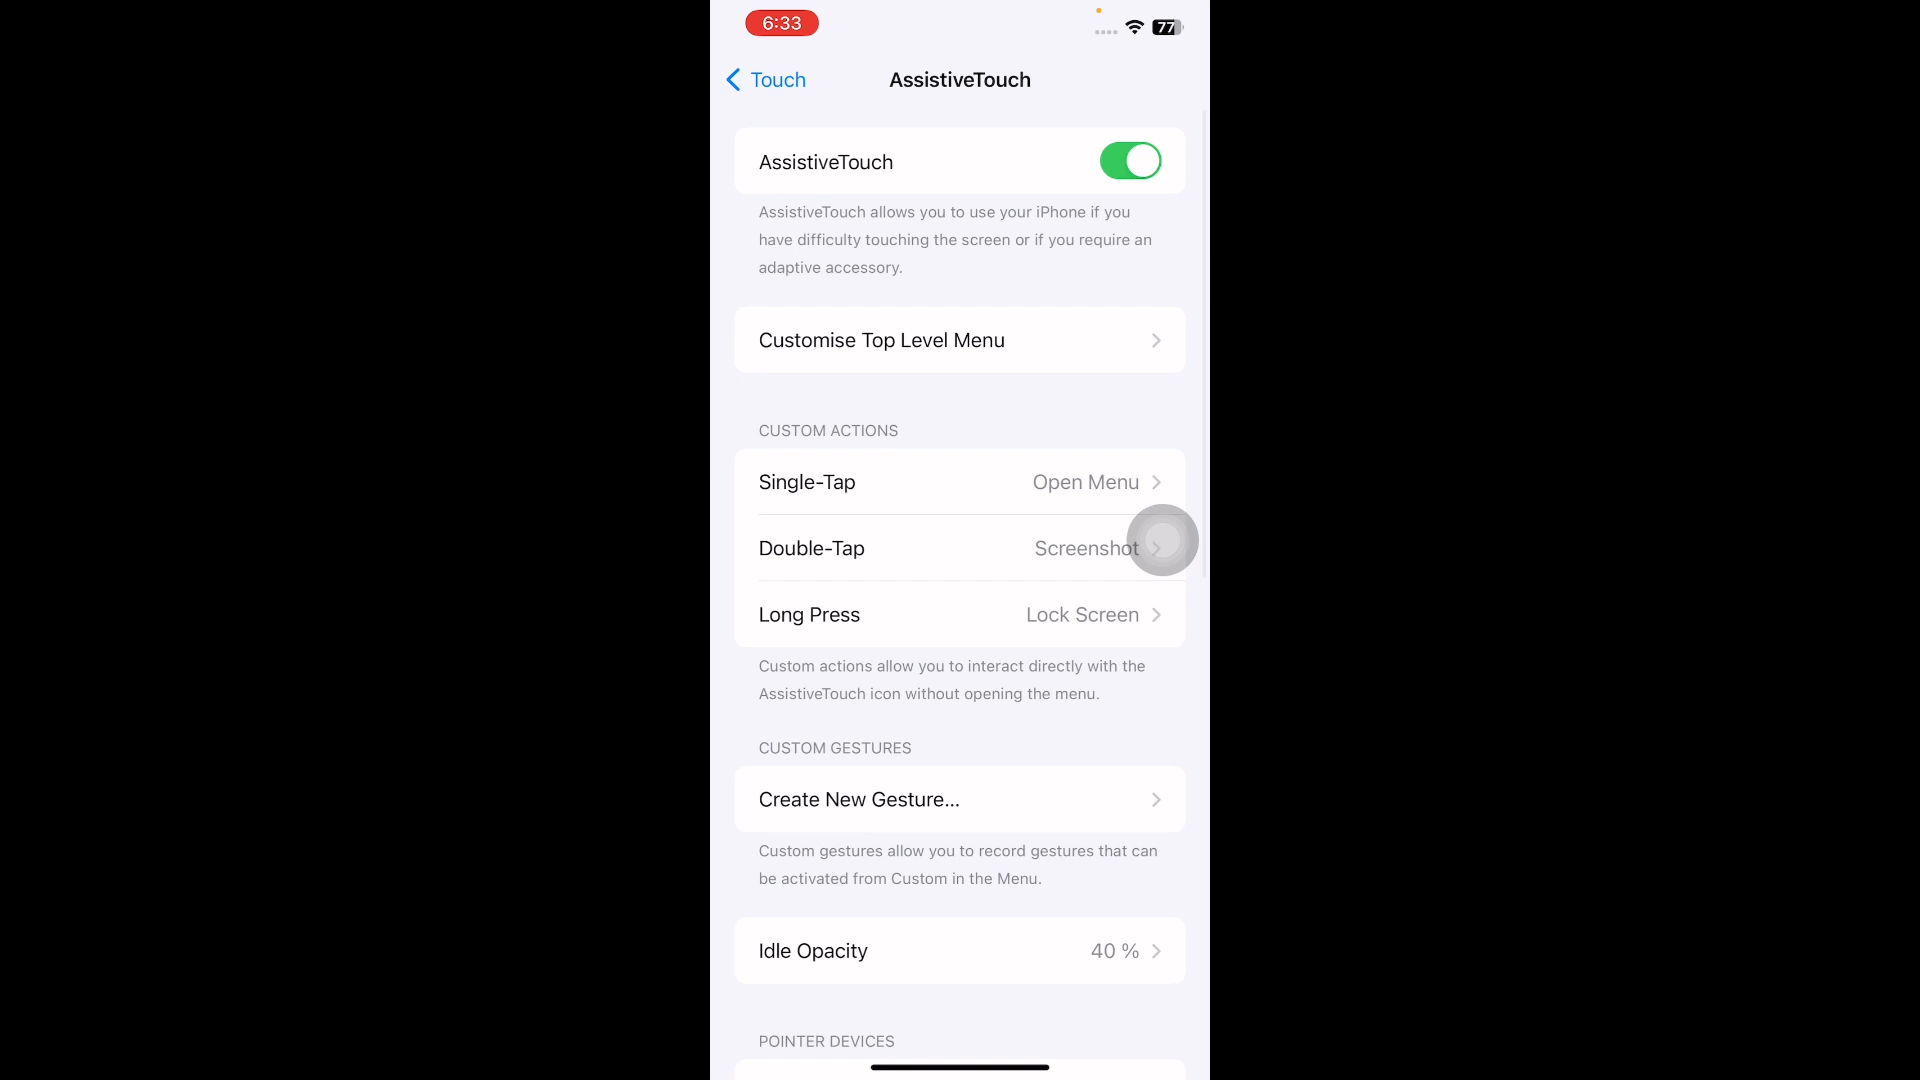 6:33
77
Touch
AssistiveTouch
AssistiveTouch
AssistiveTouch allows you to use your iPhone if you
have difficulty touching the screen or if you require an
adaptive accessory.
Customise Top Level Menu
CUSTOM ACTIONS
Single-Tap Open Menu
Double-Tap Screenshot
Long Press Lock Screen
Custom actions allow you to interact directly with the
AssistiveTouch icon without opening the menu.
CUSTOM GESTURES
Create New Gesture...
Custom gestures allow you to record gestures that can
be activated from Custom in the Menu.
Idle Opacity 40 %
POINTER DEVICES